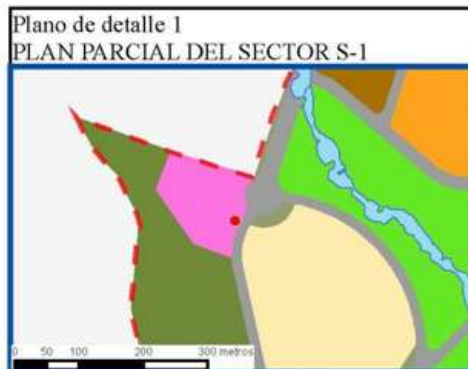 Plano de detalle 1
PLAN PARCIAL DEL SECTOR S-1
0 50 100 200 300 metros